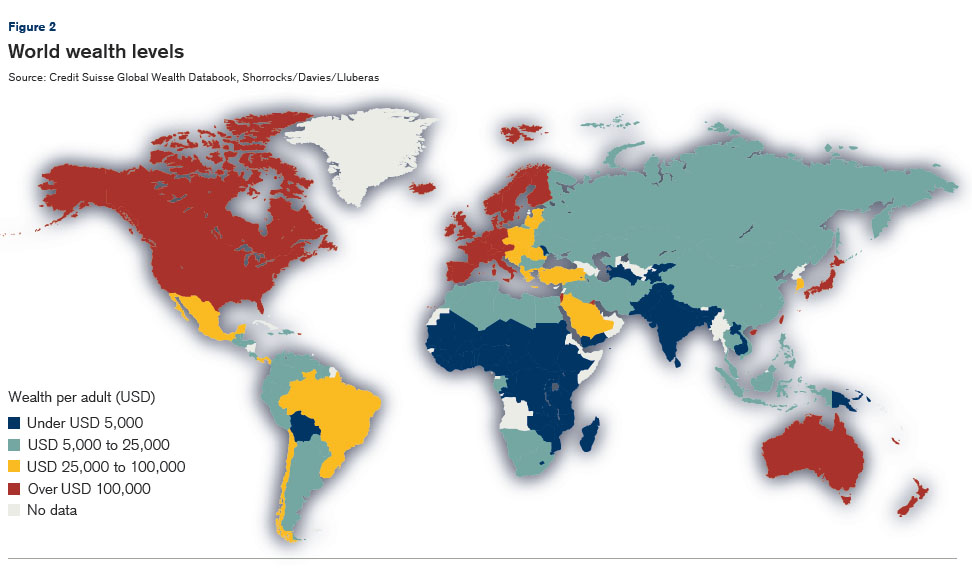 Figure 2
World wealth levels
Source: Credit Suisse Global Wealth Databook, Shorrocks/Davies/Lluberas
Wealth per adult (USD)
Under USD 5,000
USD 5,000 to 25,000
USD 25,000 to 100,000
Over USD 100,000
No data